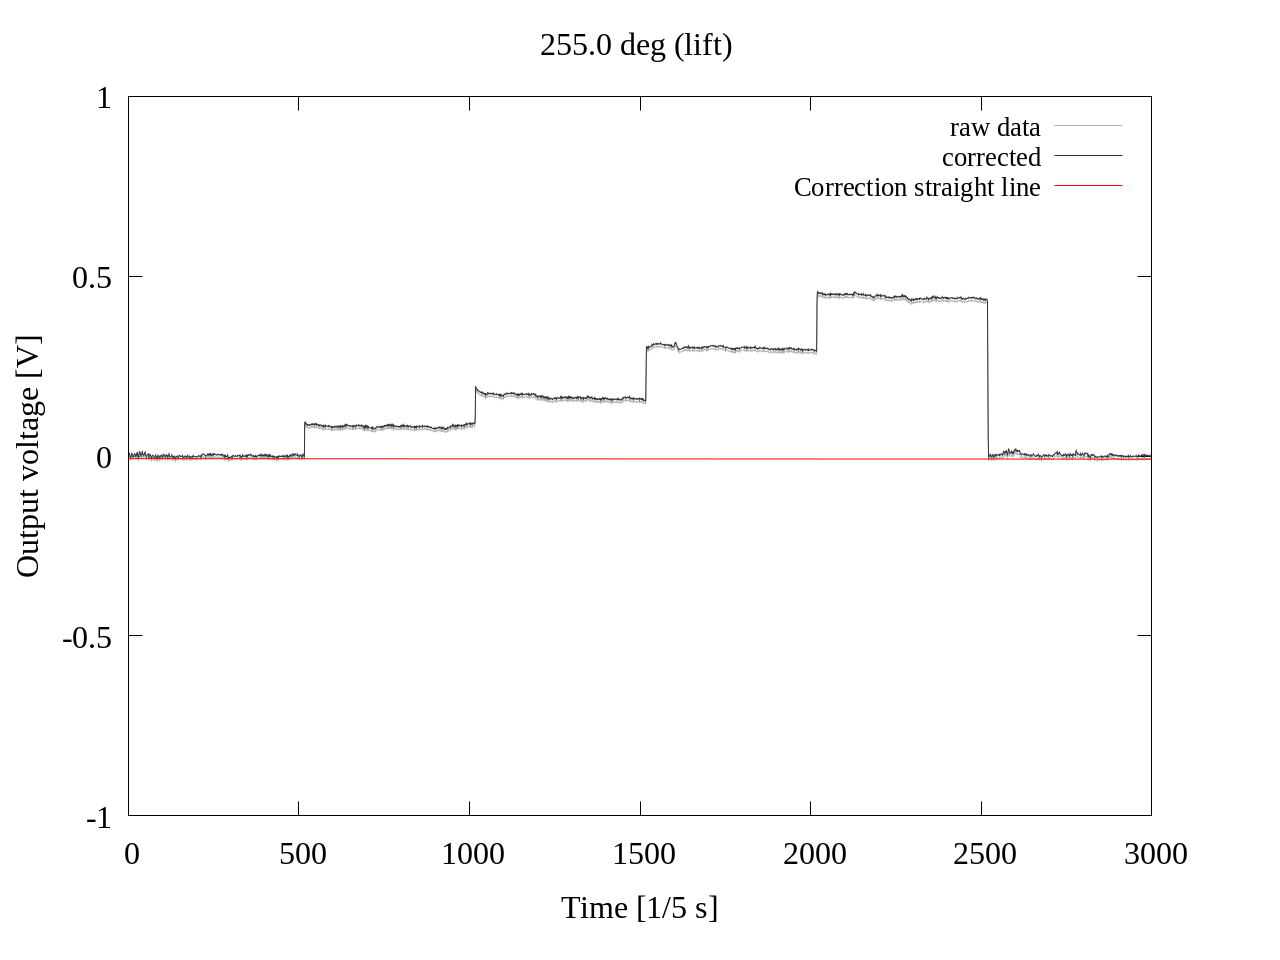 255.0 deg (lift)
raw data
corrected
Correction straight line
1
0.5
0
-0.5
-1
Output voltage [V]
0 500 1000 1500 2000 2500 3000
Time [1/5 s]